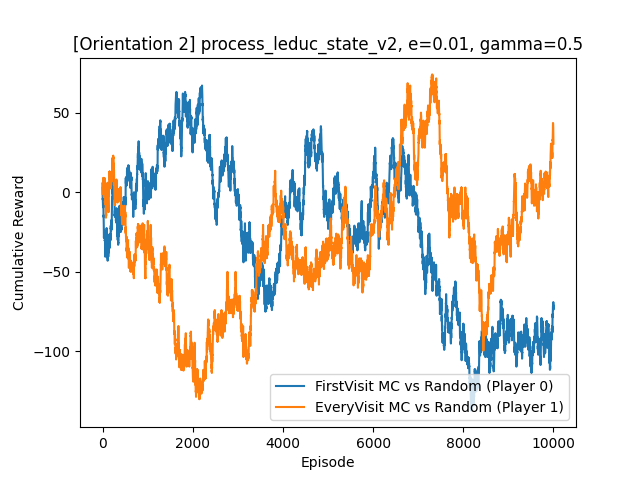 [Orientation 2] process_leduc_state_v2, e=0.01, gamma=0.5
Cumulative Reward
50
0
−50
−100
FirstVisit MC vs Random (Player 0)
EveryVisit MC vs Random (Player 1)
0 2000 4000 6000 8000 10000
Episode